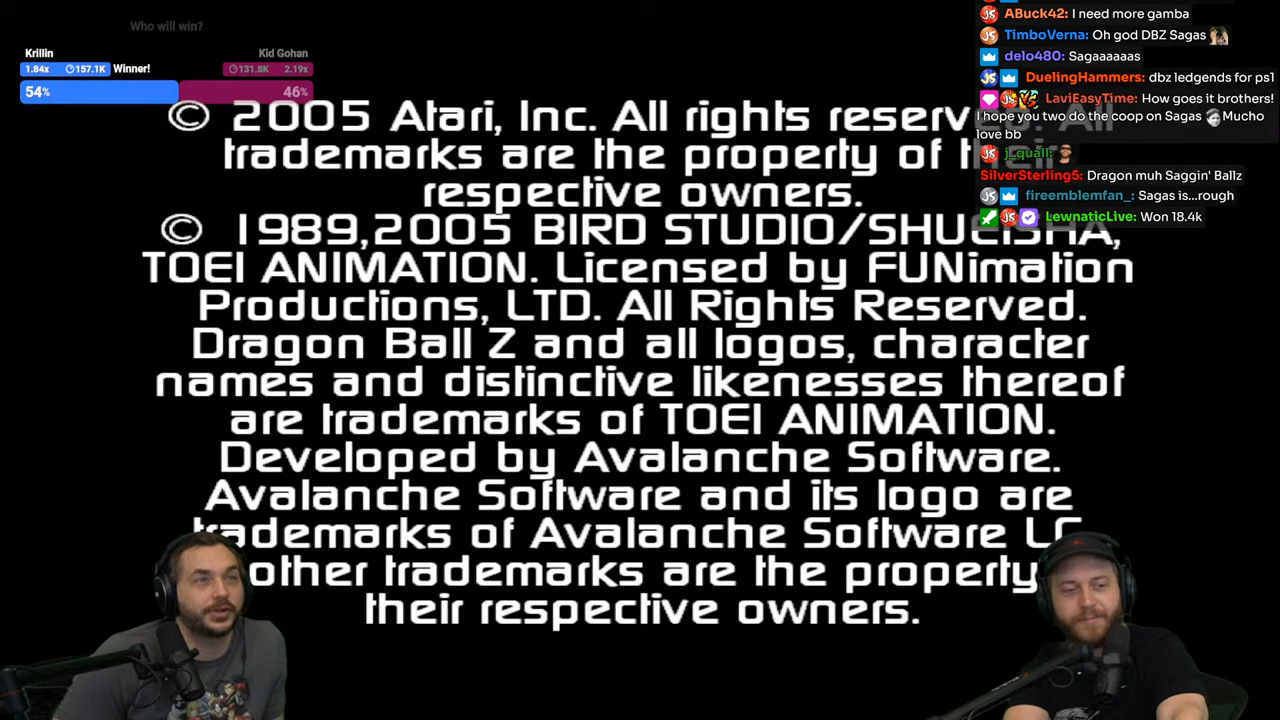 Who will win?
Krillin
Kid Gohan
1.84x 157.1K Winner!
131.8K 2.19x
54%
46%
© 2005 Atari, Inc. All rights reserved. All
trademarks are the property of their
respective owners.
© 1989,2005 BIRD STUDIO/SHUEISHA,
TOEI ANIMATION. Licensed by FUNimation
Productions, LTD. All Rights Reserved.
Dragon Ball Z and all logos, character
names and distinctive likenesses thereof
are trademarks of TOEI ANIMATION.
Developed by Avalanche Software.
Avalanche Software and its logo are
trademarks of Avalanche Software LC
other trademarks are the property
their respective owners.
ABuck42: I need more gamba
TimboVerna: Oh god DBZ Sagas
delo480: Sagaaaaaas
DuelingHammers: dbz ledgends for ps1
LaviEasyTime: How goes it brothers!
I hope you two do the coop on Sagas Mucho
love bb
j_quall:
SilverSterling5: Dragon muh Saggin' Ballz
fireemblemfan_: Sagas is...rough
LewnaticLive: Won 18.4k